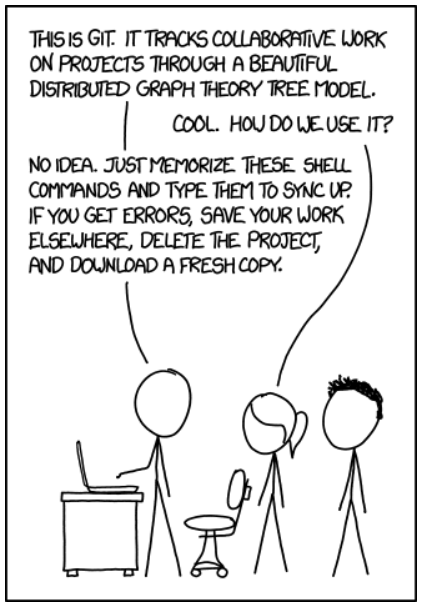 THIS IS GIT. IT TRACKS COLLABORATIVE WORK
ON PROJECTS THROUGH A BEAUTIFUL
DISTRIBUTED GRAPH THEORY TREE MODEL.
COOL. HOW DO WE USE IT?
NO IDEA. JUST MEMORIZE THESE SHELL
COMMANDS AND TYPE THEM TO SYNC UP.
IF YOU GET ERRORS, SAVE YOUR WORK
ELSEWHERE, DELETE THE PROJECT,
AND DOWNLOAD A FRESH COPY.